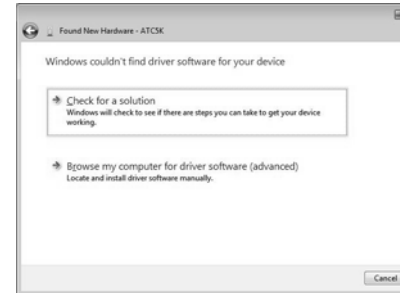 Found New Hardware - ATC5K
Windows couldn't find driver software for your device
Check for a solution
Windows will check to see if there are steps you can take to get your device
working.
Browse my computer for driver software (advanced)
Locate and install driver software manually.
Cancel